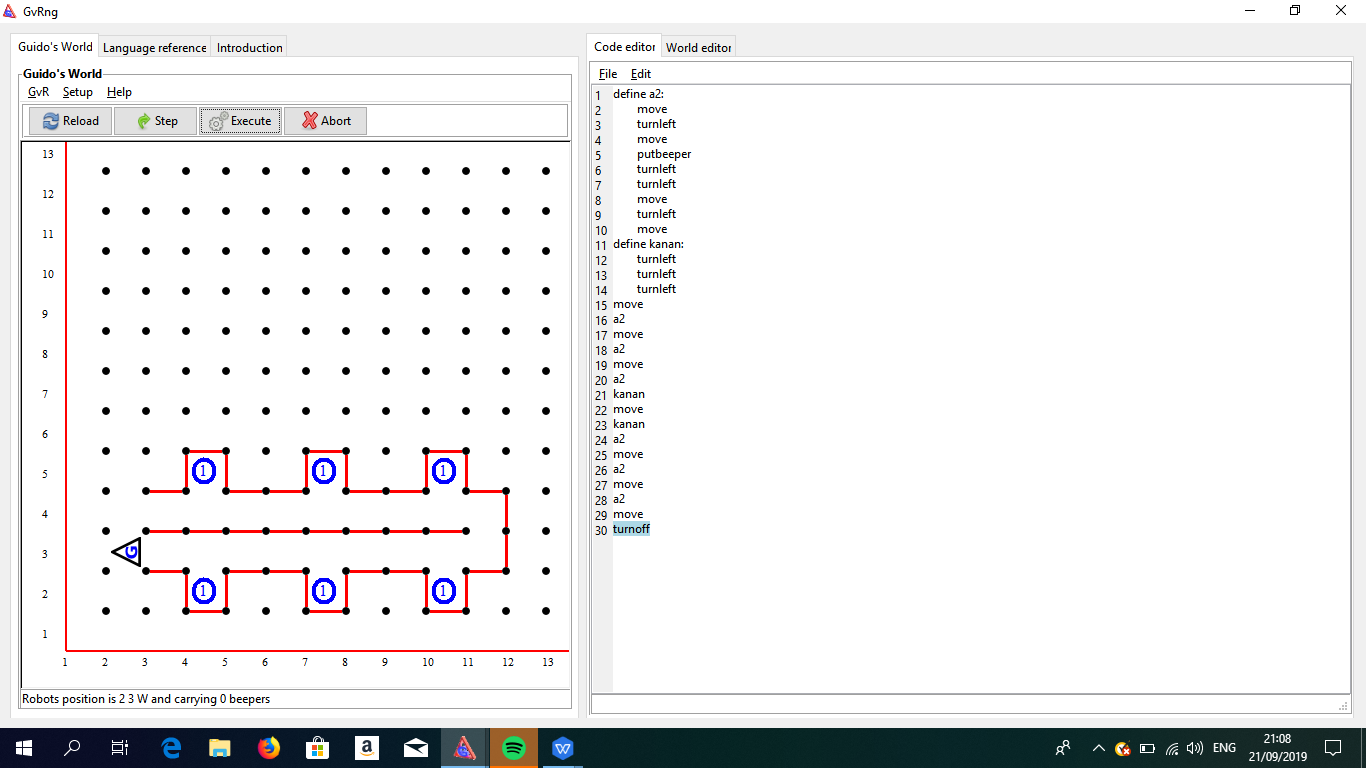 GvRng
Guido's World Language reference Introduction
Guido's World
GvR Setup Help
Reload Step Execute Abort
13
12
11
10
9
8
7
6
5
4
3
2
1
1 1 1
G
1 1 1
1 2 3 4 5 6 7 8 9 10 11 12 13
Robots position is 2 3 W and carrying 0 beepers
Code editor World editor
File Edit
1 define a2:
2 move
3 turnleft
4 move
5 putbeeper
6 turnleft
7 turnleft
8 move
9 turnleft
10 move
11 define kanan:
12 turnleft
13 turnleft
14 turnleft
15 move
16 a2
17 move
18 a2
19 move
20 a2
21 kanan
22 move
23 kanan
24 a2
25 move
26 a2
27 move
28 a2
29 move
30 turnoff
ENG
21:08
21/09/2019